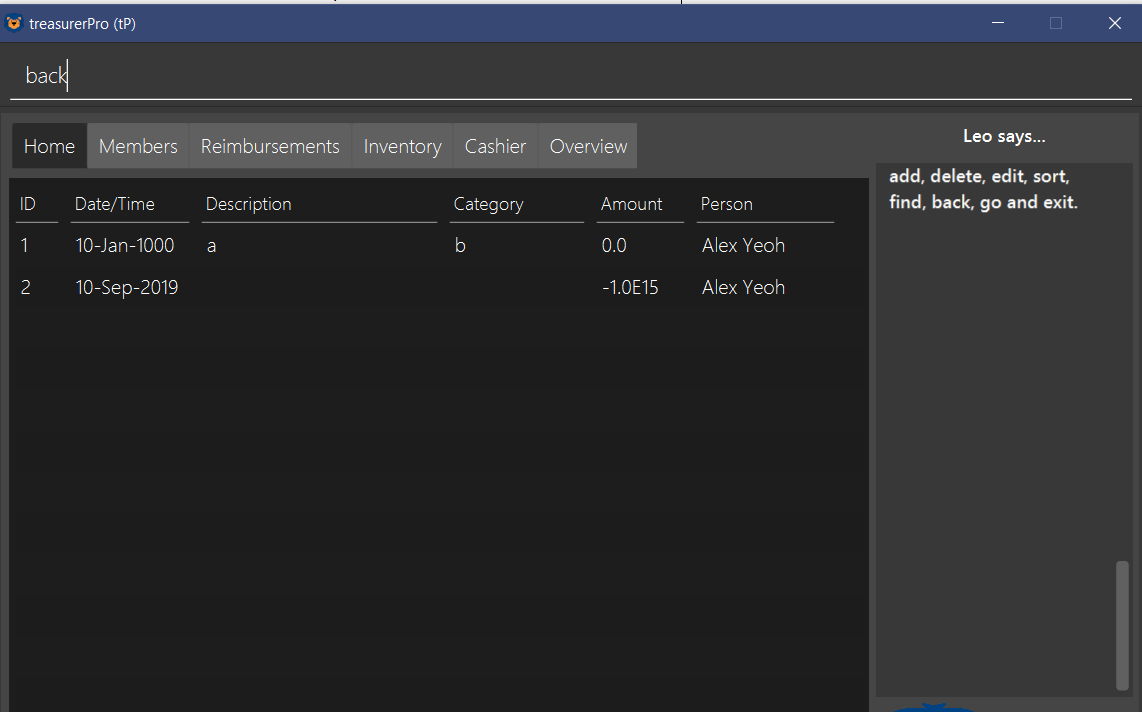 treasurerPro (tP)
back
Home Members Reimbursements Inventory Cashier Overview
ID Date/Time Description Category Amount Person
1 10-Jan-1000 a b 0.0 Alex Yeoh
2 10-Sep-2019 -1.0E15 Alex Yeoh
Leo says...
add, delete, edit, sort,
find, back, go and exit.